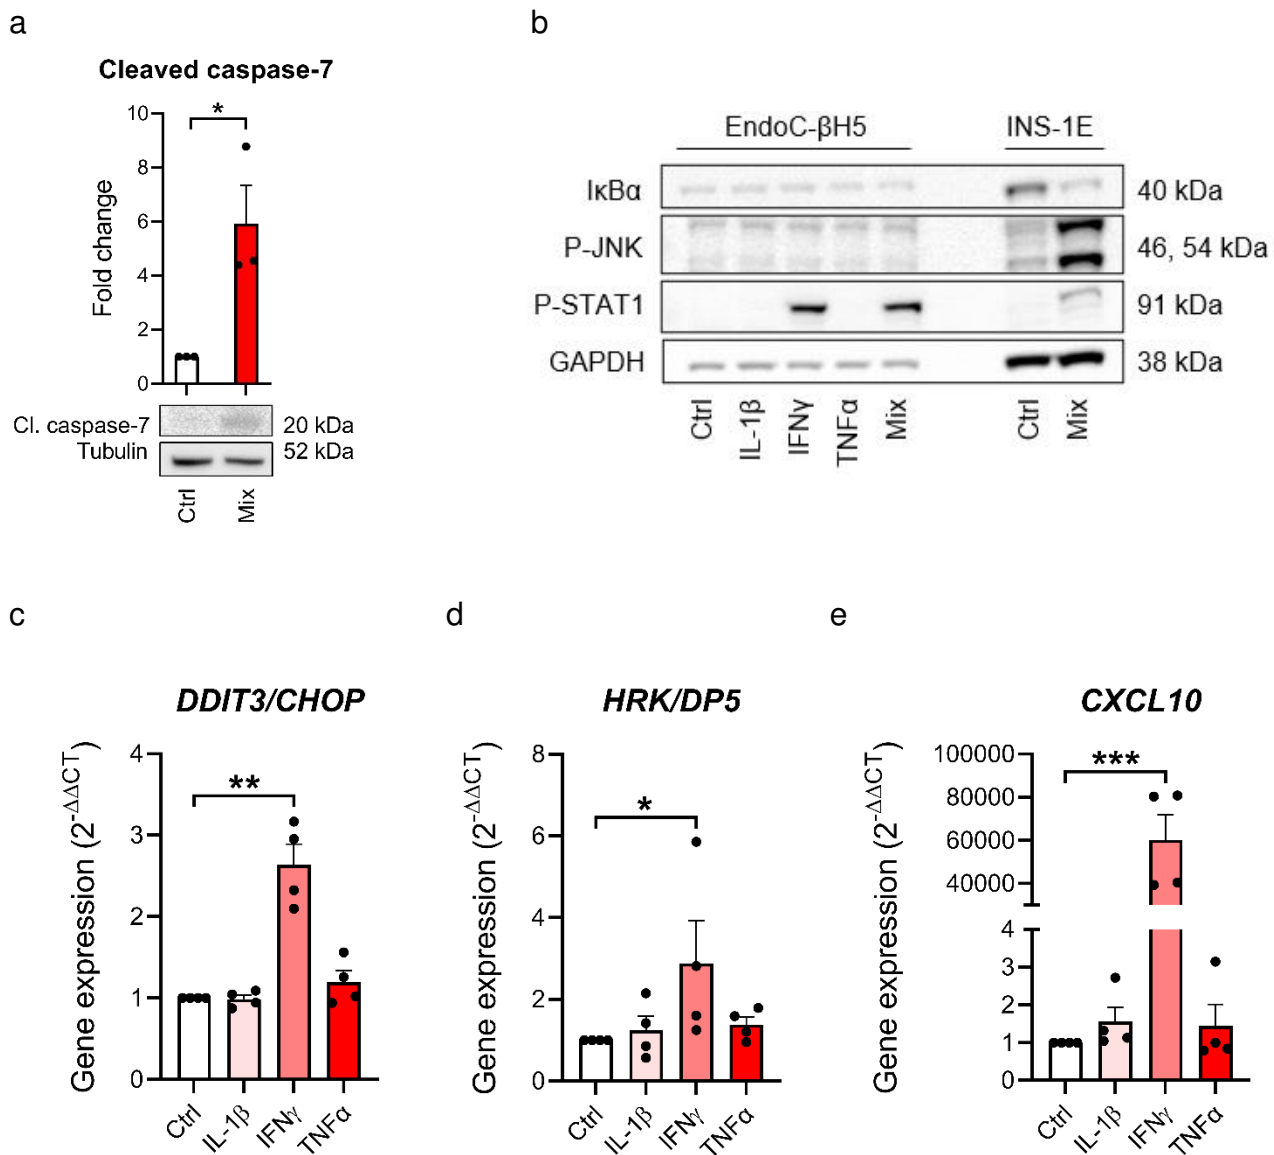 a
Cleaved caspase-7
Fold change
10
8
6
4
2
0
*
Cl. caspase-7
20 kDa
Tubulin
52 kDa
Ctrl
Mix
b
EndoC-βH5
INS-1E
IκBα
40 kDa
P-JNK
46, 54 kDa
P-STAT1
91 kDa
GAPDH
38 kDa
Ctrl
IL-1β
IFNγ
TNFα
Mix
Ctrl
Mix
c
DDIT3/CHOP
Gene expression (2^-ΔΔCT)
4
3
2
1
0
**
Ctrl
IL-1β
IFNγ
TNFα
d
HRK/DP5
Gene expression (2^-ΔΔCT)
8
6
4
2
0
*
Ctrl
IL-1β
IFNγ
TNFα
e
CXCL10
Gene expression (2^-ΔΔCT)
100000
80000
60000
40000
4
3
2
1
0
***
Ctrl
IL-1β
IFNγ
TNFα